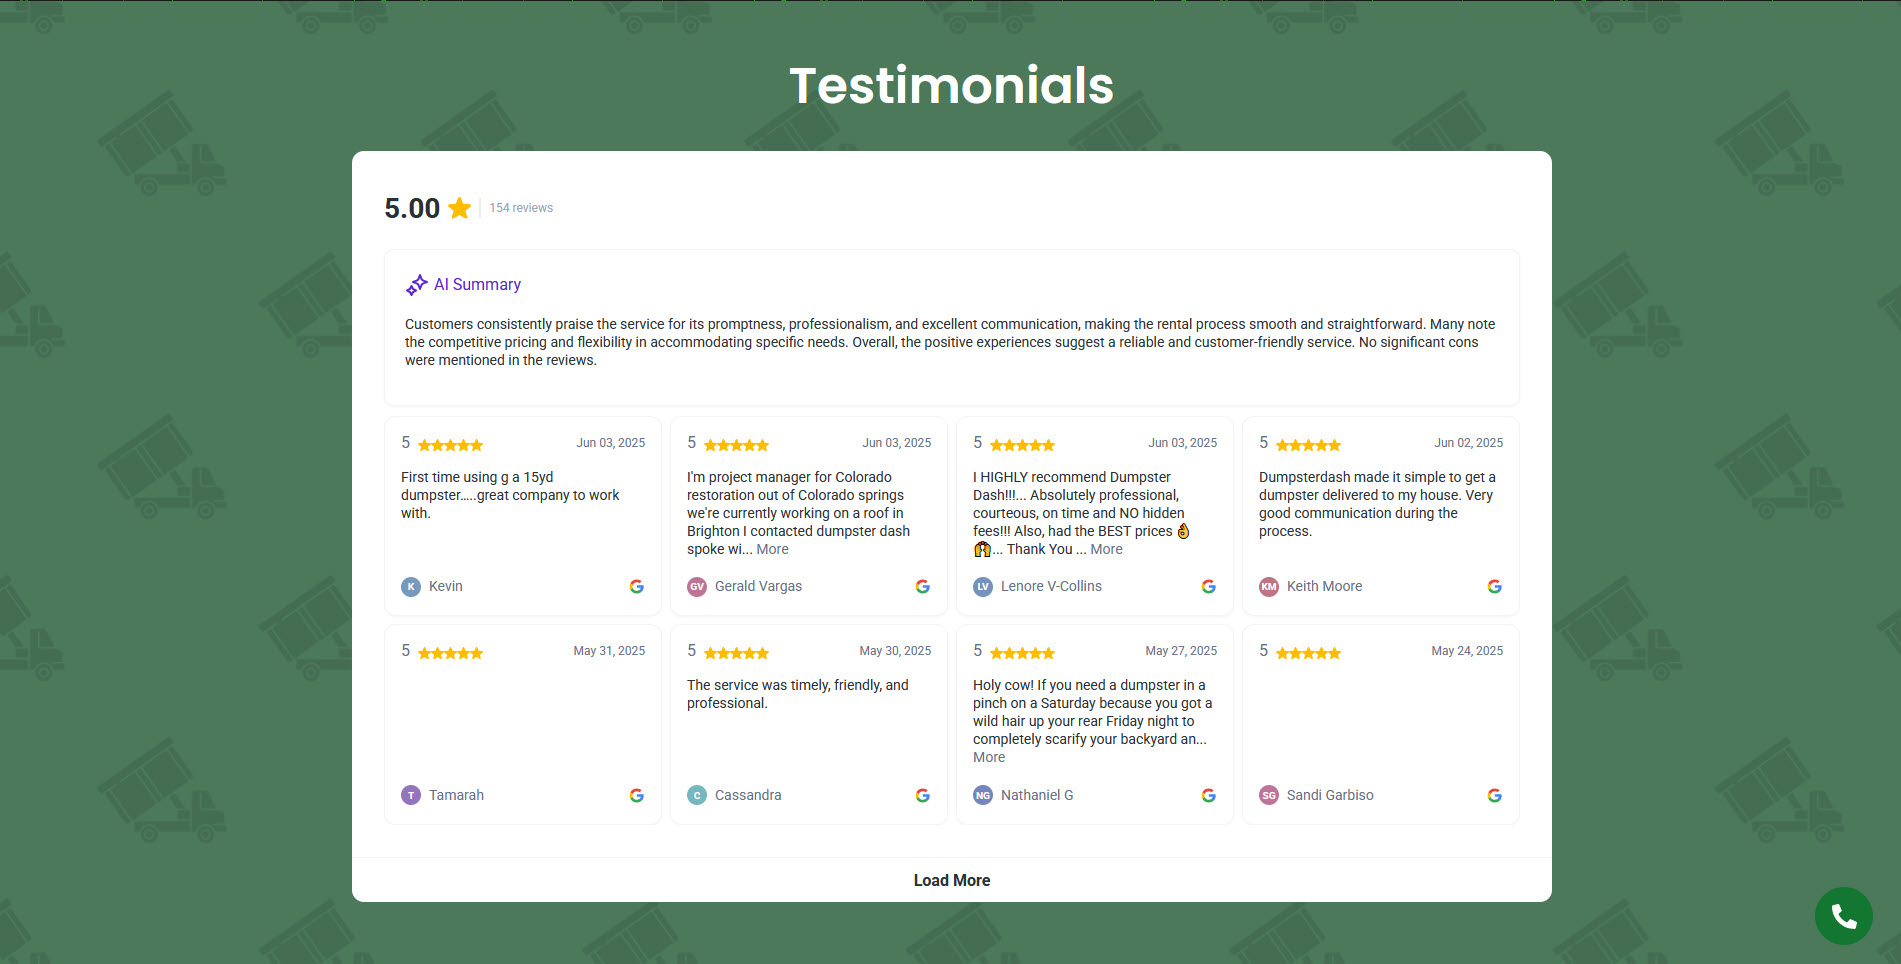 Testimonials
5.00
154 reviews
AI Summary
Customers consistently praise the service for its promptness, professionalism, and excellent communication, making the rental process smooth and straightforward. Many note
the competitive pricing and flexibility in accommodating specific needs. Overall, the positive experiences suggest a reliable and customer-friendly service. No significant cons
were mentioned in the reviews.
5
Jun 03, 2025
First time using g a 15yd
dumpster.....great company to work
with.
K
Kevin
5
Jun 03, 2025
I'm project manager for Colorado
restoration out of Colorado springs
we're currently working on a roof in
Brighton I contacted dumpster dash
spoke wi... More
GV
Gerald Vargas
5
Jun 03, 2025
I HIGHLY recommend Dumpster
Dash!!!... Absolutely professional,
courteous, on time and NO hidden
fees!!! Also, had the BEST prices 👌
🙌... Thank You ... More
LV
Lenore V-Collins
5
Jun 02, 2025
Dumpsterdash made it simple to get a
dumpster delivered to my house. Very
good communication during the
process.
KM
Keith Moore
5
May 31, 2025
T
Tamarah
5
May 30, 2025
The service was timely, friendly, and
professional.
C
Cassandra
5
May 27, 2025
Holy cow! If you need a dumpster in a
pinch on a Saturday because you got a
wild hair up your rear Friday night to
completely scarify your backyard an...
More
NG
Nathaniel G
5
May 24, 2025
SG
Sandi Garbiso
Load More